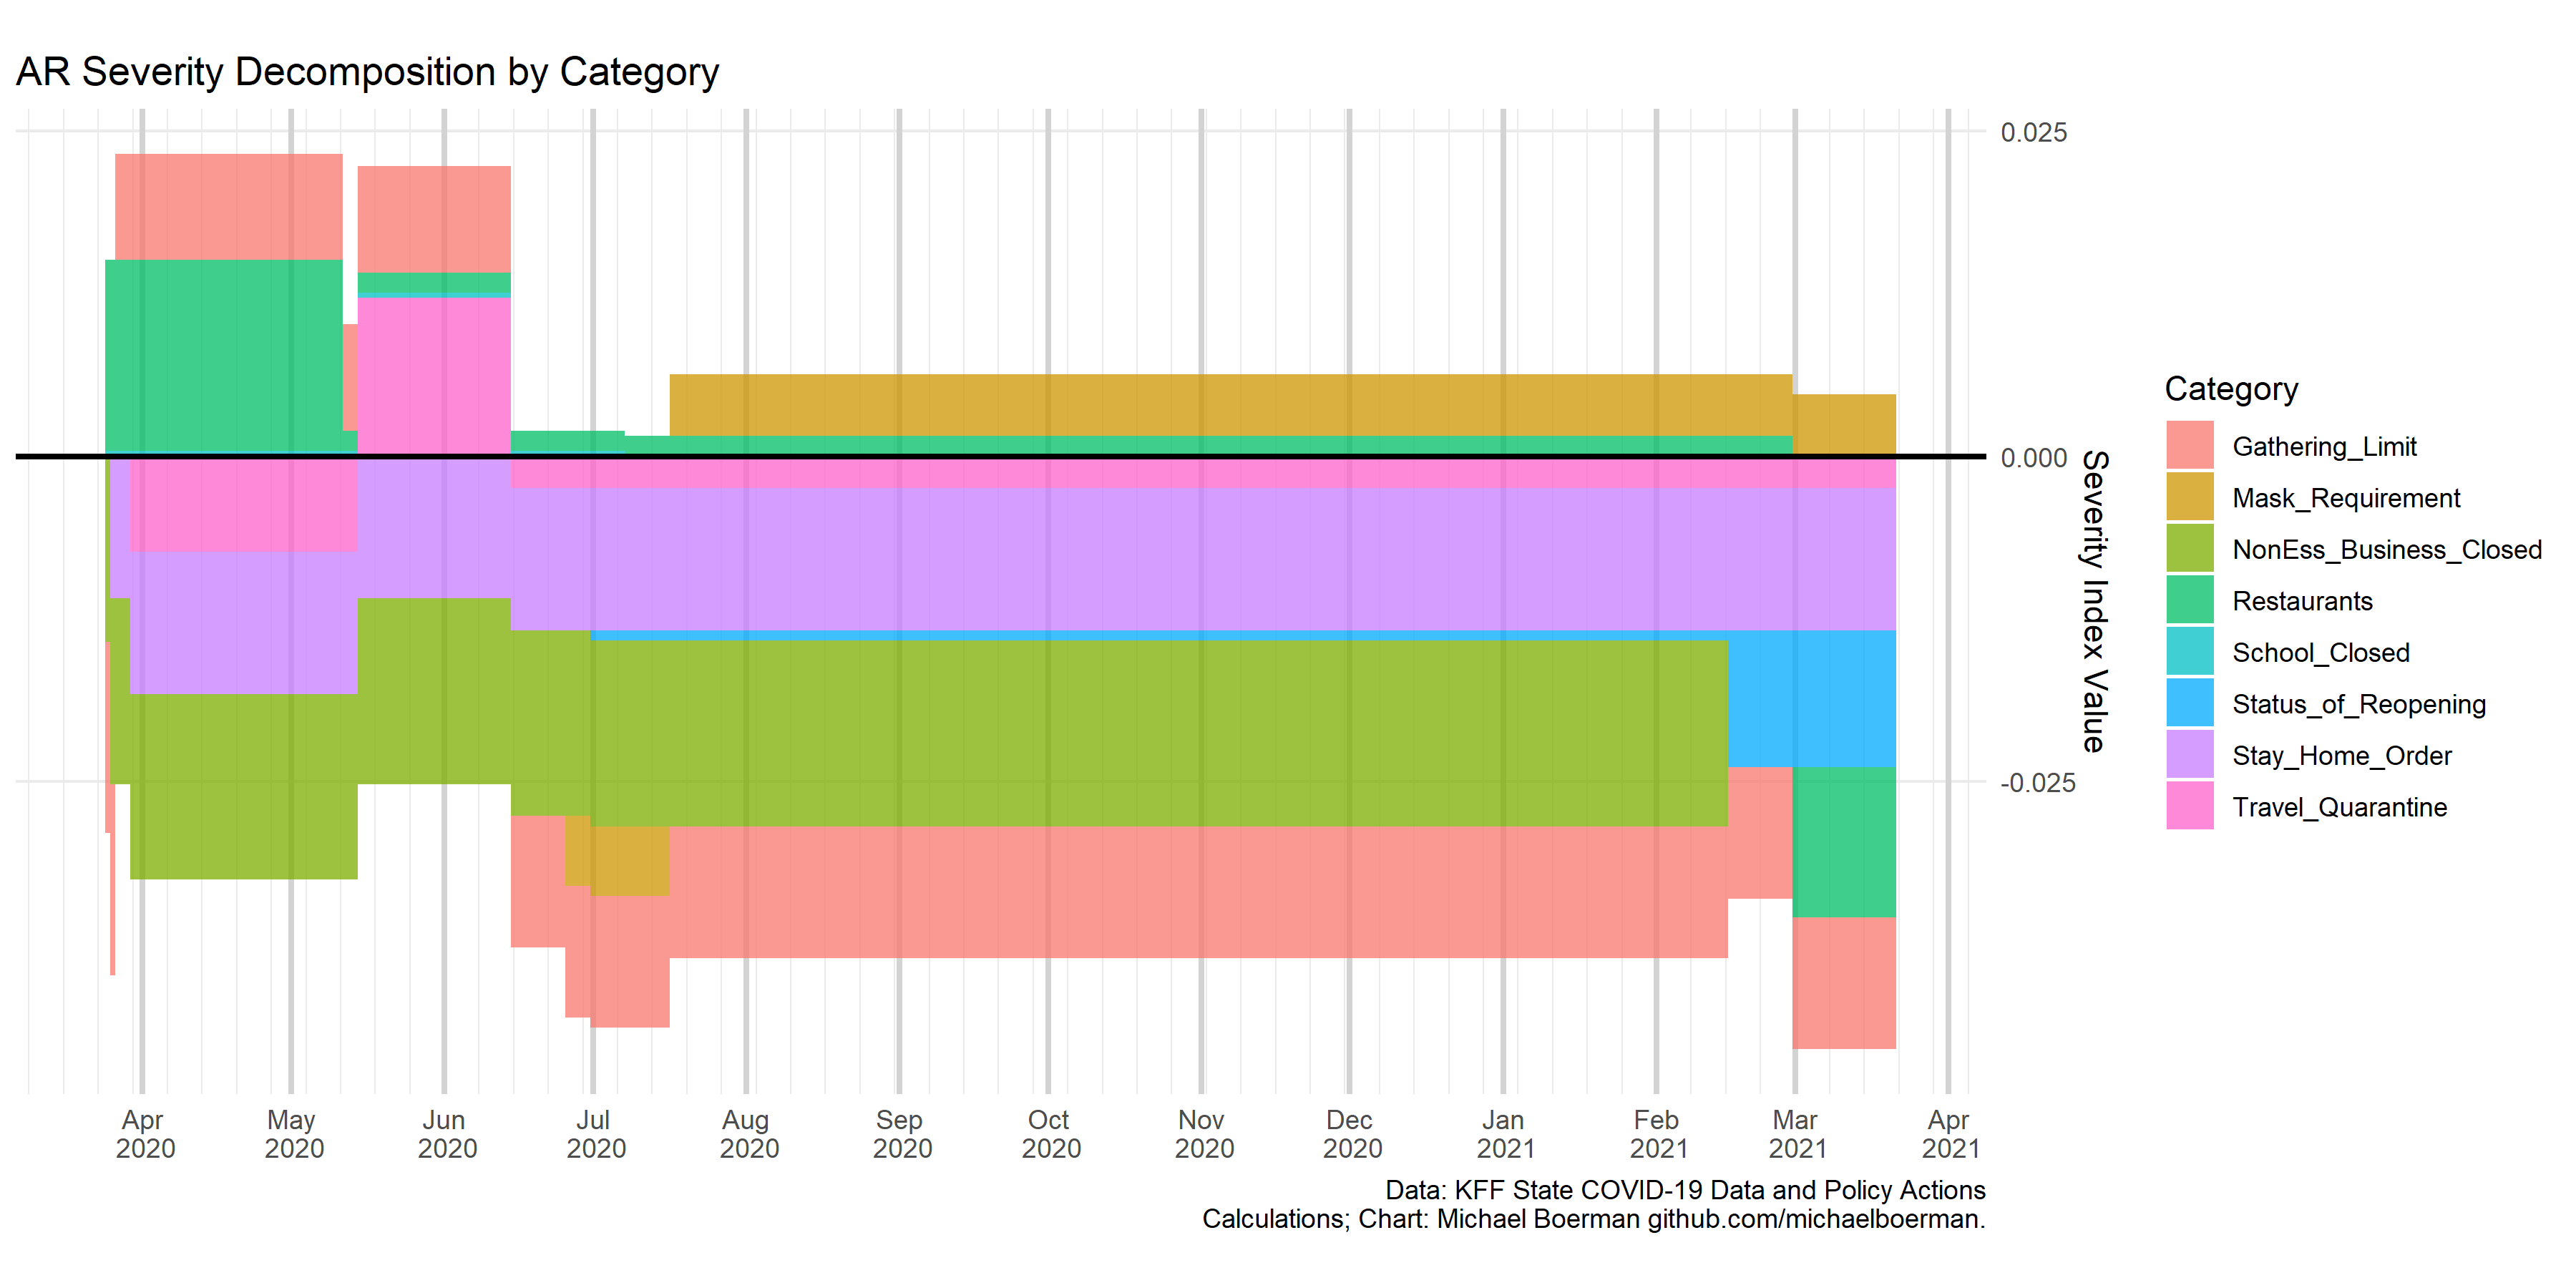 AR Severity Decomposition by Category
0.025
0.000
-0.025
Severity Index Value
Apr
2020
May
2020
Jun
2020
Jul
2020
Aug
2020
Sep
2020
Oct
2020
Nov
2020
Dec
2020
Jan
2021
Feb
2021
Mar
2021
Apr
2021
Category
Gathering_Limit
Mask_Requirement
NonEss_Business_Closed
Restaurants
School_Closed
Status_of_Reopening
Stay_Home_Order
Travel_Quarantine
Data: KFF State COVID-19 Data and Policy Actions
Calculations; Chart: Michael Boerman github.com/michaelboerman.